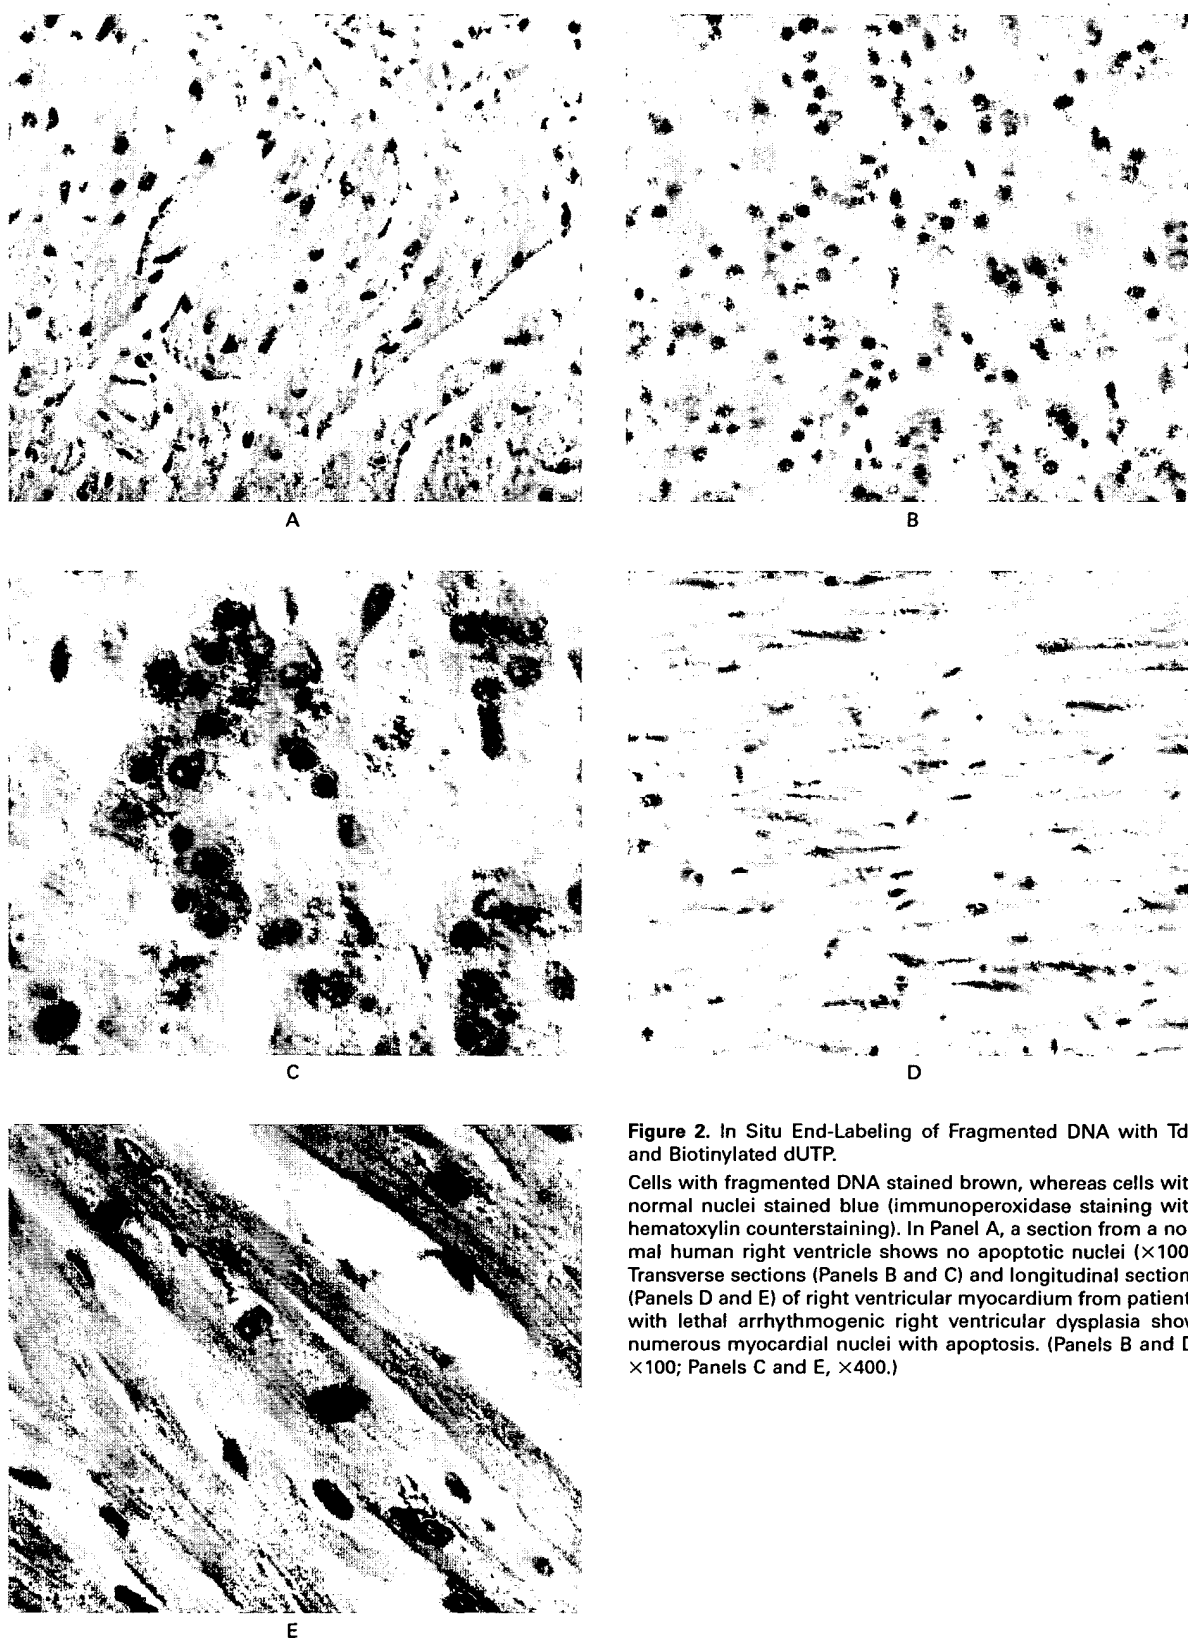 A
B
C
D
Figure 2. In Situ End-Labeling of Fragmented DNA with Td
and Biotinylated dUTP.
Cells with fragmented DNA stained brown, whereas cells wit
normal nuclei stained blue (immunoperoxidase staining wit
hematoxylin counterstaining). In Panel A, a section from a no
mal human right ventricle shows no apoptotic nuclei (×100
Transverse sections (Panels B and C) and longitudinal section
(Panels D and E) of right ventricular myocardium from patient
with lethal arrhythmogenic right ventricular dysplasia show
numerous myocardial nuclei with apoptosis. (Panels B and D
×100; Panels C and E, ×400.)
E